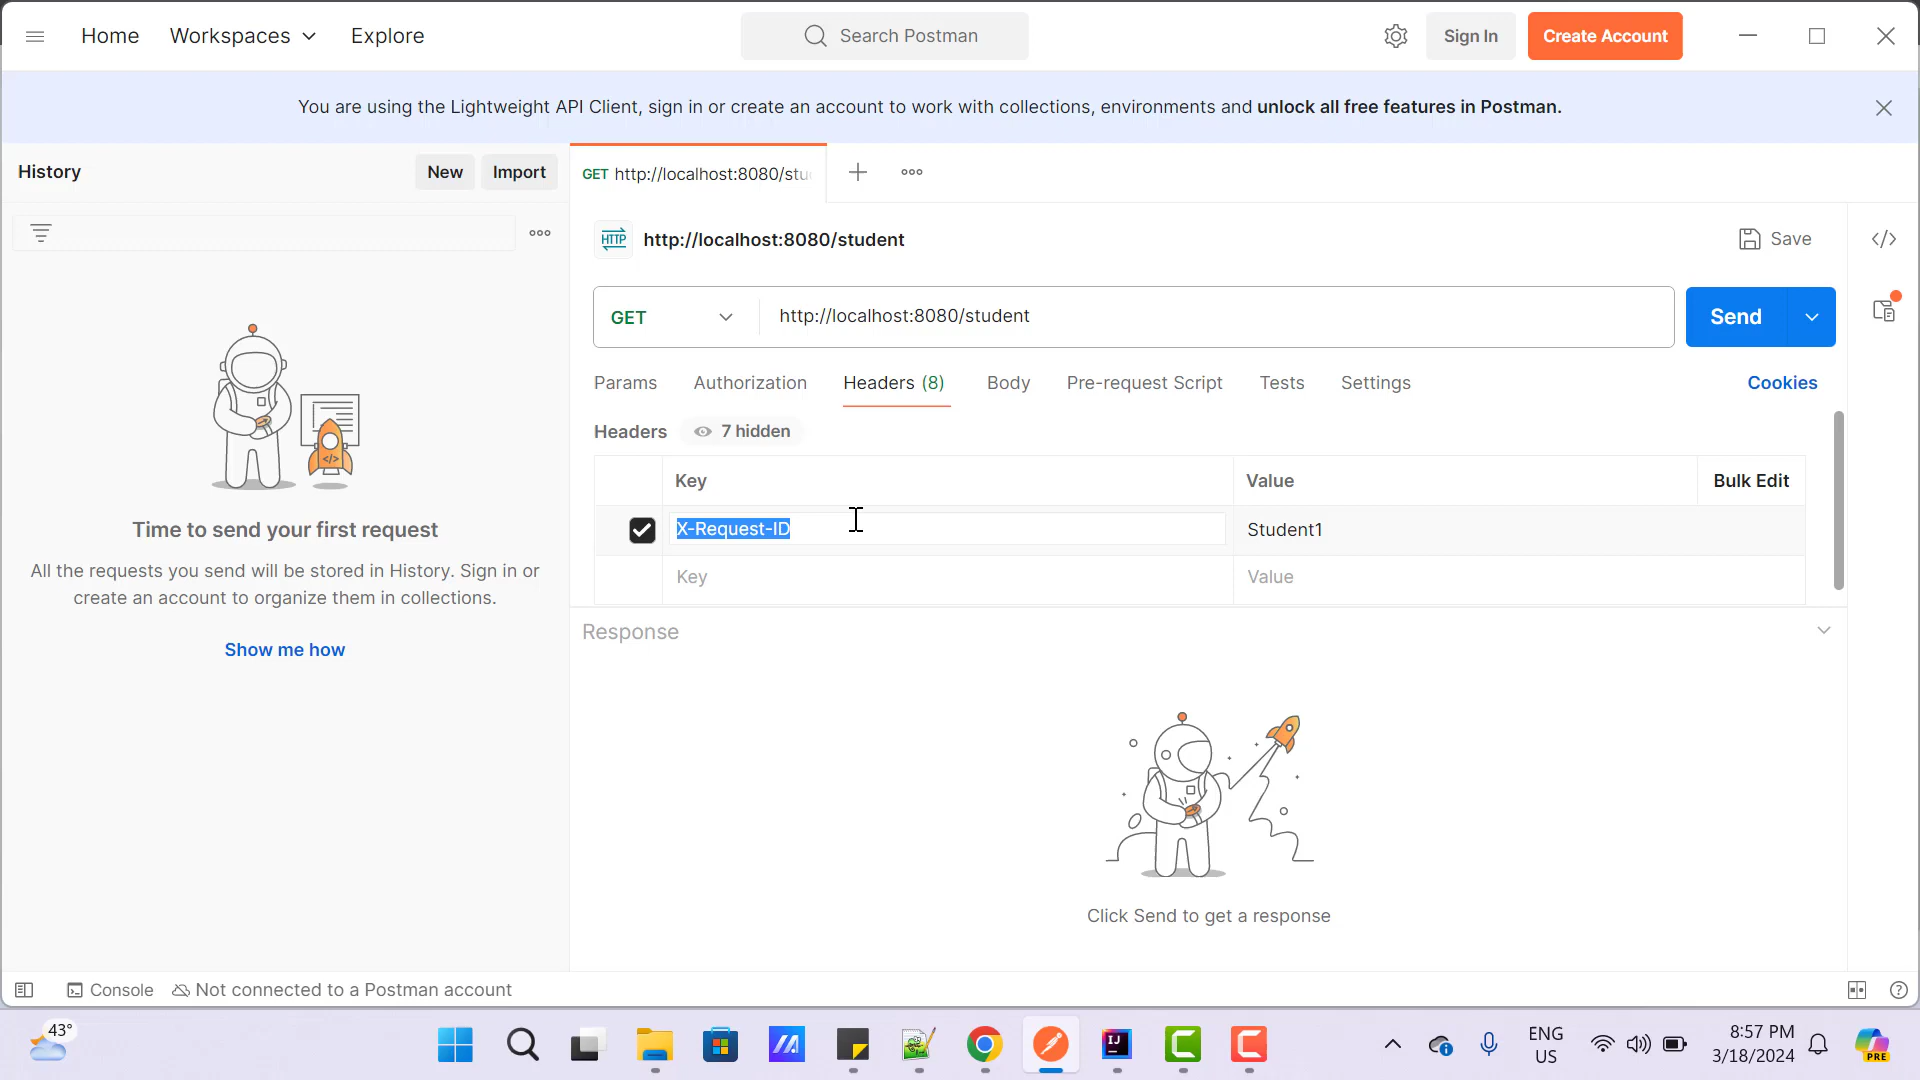 Home Workspaces Explore Search Postman Sign In Create Account
You are using the Lightweight API Client, sign in or create an account to work with collections, environments and unlock all free features in Postman.
History New Import GET http://localhost:8080/stu
HTTP http://localhost:8080/student Save </>
GET http://localhost:8080/student Send
Params Authorization Headers (8) Body Pre-request Script Tests Settings Cookies
Headers 7 hidden
Key Value Bulk Edit
X-Request-ID Student1
Key Value
</>
Time to send your first request
All the requests you send will be stored in History. Sign in or
create an account to organize them in collections.
Show me how
Response
Click Send to get a response
Console Not connected to a Postman account
43°
IJ
ENG
US
8:57 PM
3/18/2024
PRE